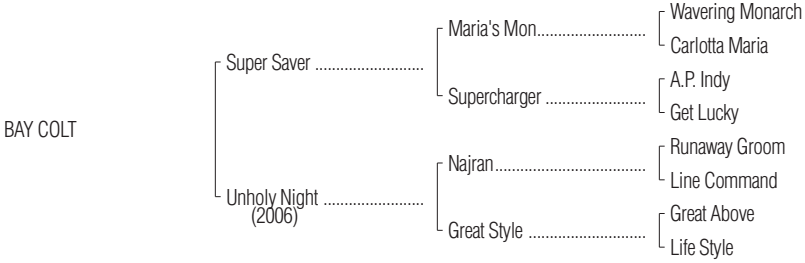 Wavering Monarch
Maria's Mon..........................
Carlotta Maria
Super Saver ..........................
A.P. Indy
Supercharger ........................
Get Lucky
BAY COLT
Runaway Groom
Najran....................................
Line Command
Unholy Night ........................
(2006)
Great Above
Great Style ............................
Life Style